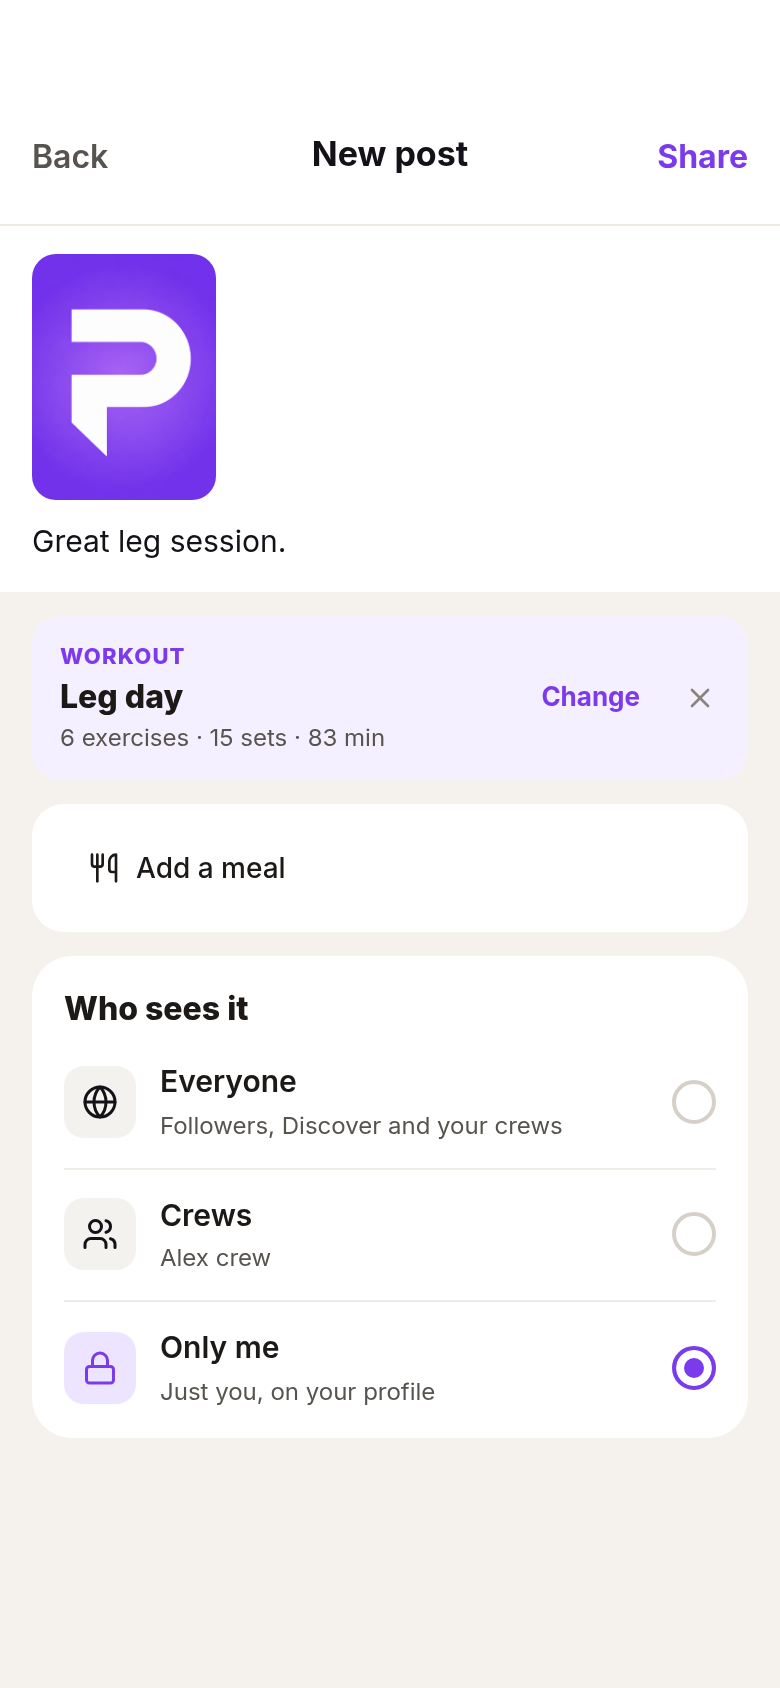 Back
New post
Share
Great leg session.
WORKOUT
Leg day
Change
6 exercises · 15 sets · 83 min
Add a meal
Who sees it
Everyone
Followers, Discover and your crews
Crews
Alex crew
Only me
Just you, on your profile